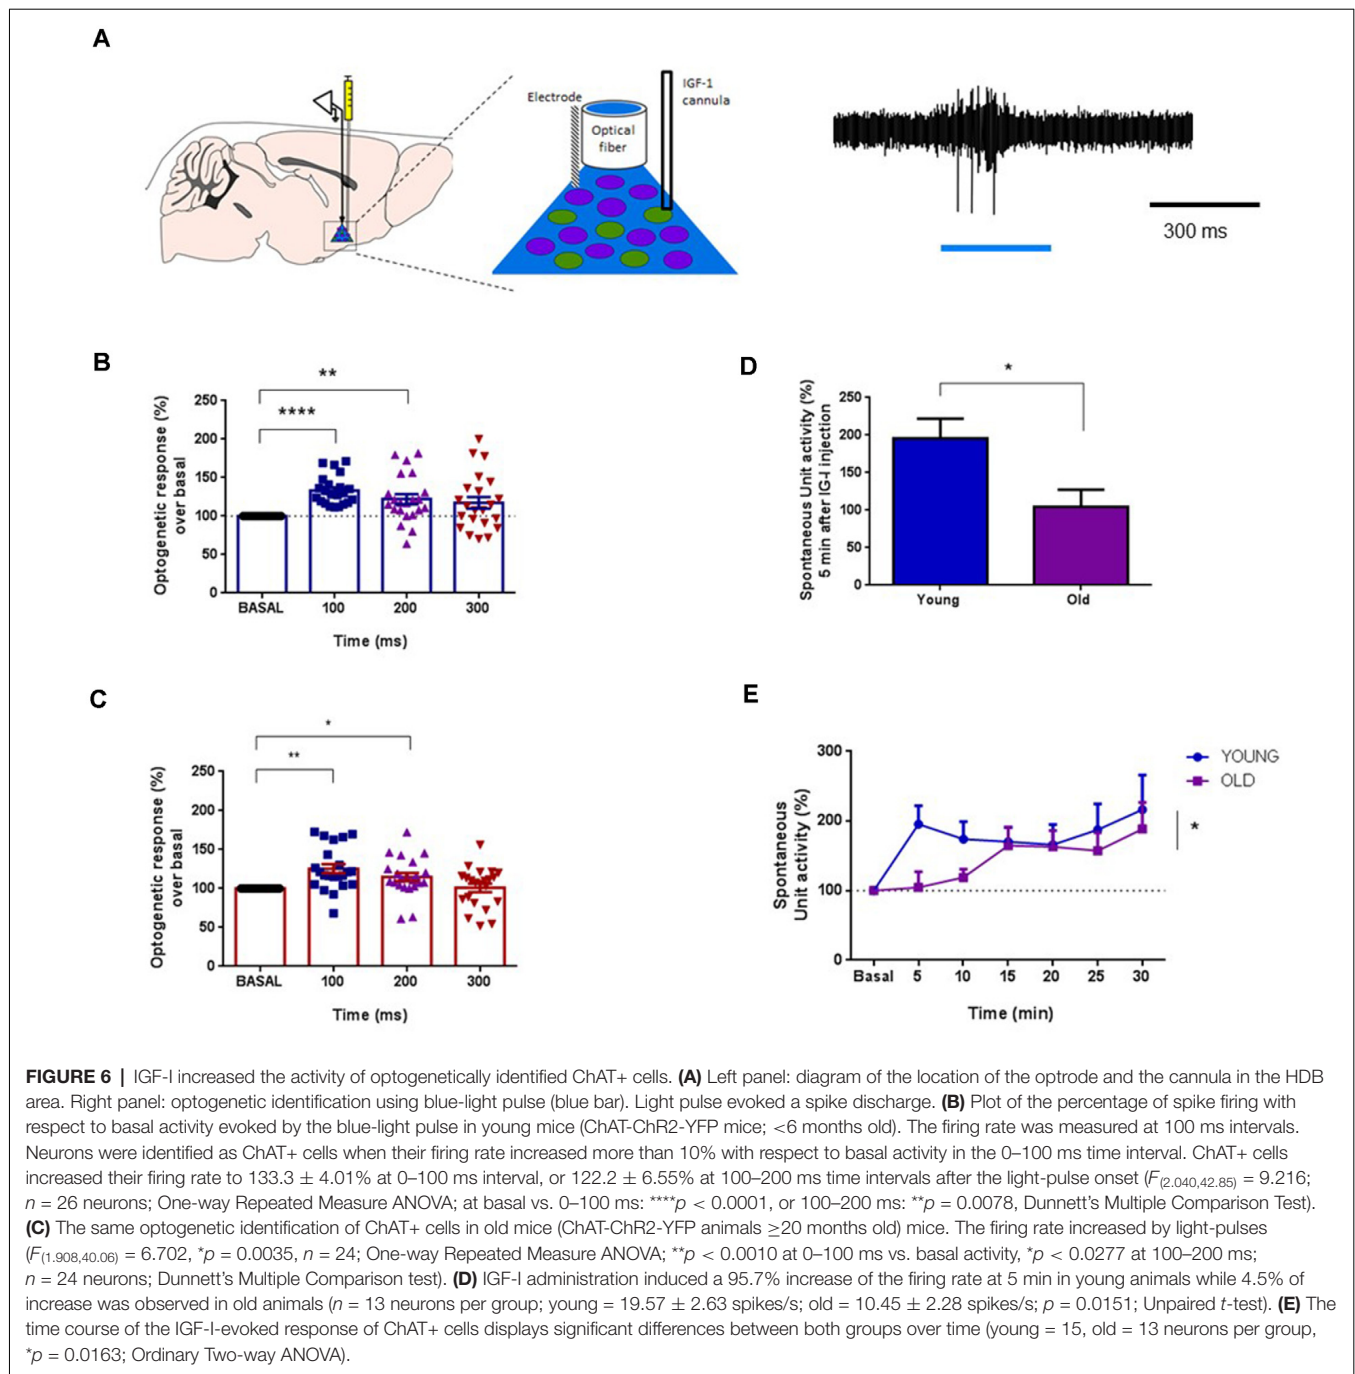 A
Electrode
IGF-1
cannula
Optical
fiber
300 ms
B
**
****
Optogenetic response (%)
over basal
250
200
150
100
50
0
BASAL 100 200 300
Time (ms)
D
*
Spontaneous Unit activity (%)
5 min after IG-I injection
250
200
150
100
50
0
Young Old
C
*
**
Optogenetic response (%)
over basal
250
200
150
100
50
0
BASAL 100 200 300
Time (ms)
E
Spontaneous
Unit activity (%)
300
200
100
0
Basal 5 10 15 20 25 30
Time (min)
YOUNG
OLD
*
FIGURE 6 | IGF-I increased the activity of optogenetically identified ChAT+ cells. (A) Left panel: diagram of the location of the optrode and the cannula in the HDB
area. Right panel: optogenetic identification using blue-light pulse (blue bar). Light pulse evoked a spike discharge. (B) Plot of the percentage of spike firing with
respect to basal activity evoked by the blue-light pulse in young mice (ChAT-ChR2-YFP mice; <6 months old). The firing rate was measured at 100 ms intervals.
Neurons were identified as ChAT+ cells when their firing rate increased more than 10% with respect to basal activity in the 0–100 ms time interval. ChAT+ cells
increased their firing rate to 133.3 ± 4.01% at 0–100 ms interval, or 122.2 ± 6.55% at 100–200 ms time intervals after the light-pulse onset (F(2.040,42.85) = 9.216;
n = 26 neurons; One-way Repeated Measure ANOVA; at basal vs. 0–100 ms: ****p < 0.0001, or 100–200 ms: **p = 0.0078, Dunnett's Multiple Comparison Test).
(C) The same optogenetic identification of ChAT+ cells in old mice (ChAT-ChR2-YFP animals ≥20 months old) mice. The firing rate increased by light-pulses
(F(1.908,40.06) = 6.702, *p = 0.0035, n = 24; One-way Repeated Measure ANOVA; **p < 0.0010 at 0–100 ms vs. basal activity, *p < 0.0277 at 100–200 ms;
n = 24 neurons; Dunnett's Multiple Comparison test). (D) IGF-I administration induced a 95.7% increase of the firing rate at 5 min in young animals while 4.5% of
increase was observed in old animals (n = 13 neurons per group; young = 19.57 ± 2.63 spikes/s; old = 10.45 ± 2.28 spikes/s; p = 0.0151; Unpaired t-test). (E) The
time course of the IGF-I-evoked response of ChAT+ cells displays significant differences between both groups over time (young = 15, old = 13 neurons per group,
*p = 0.0163; Ordinary Two-way ANOVA).